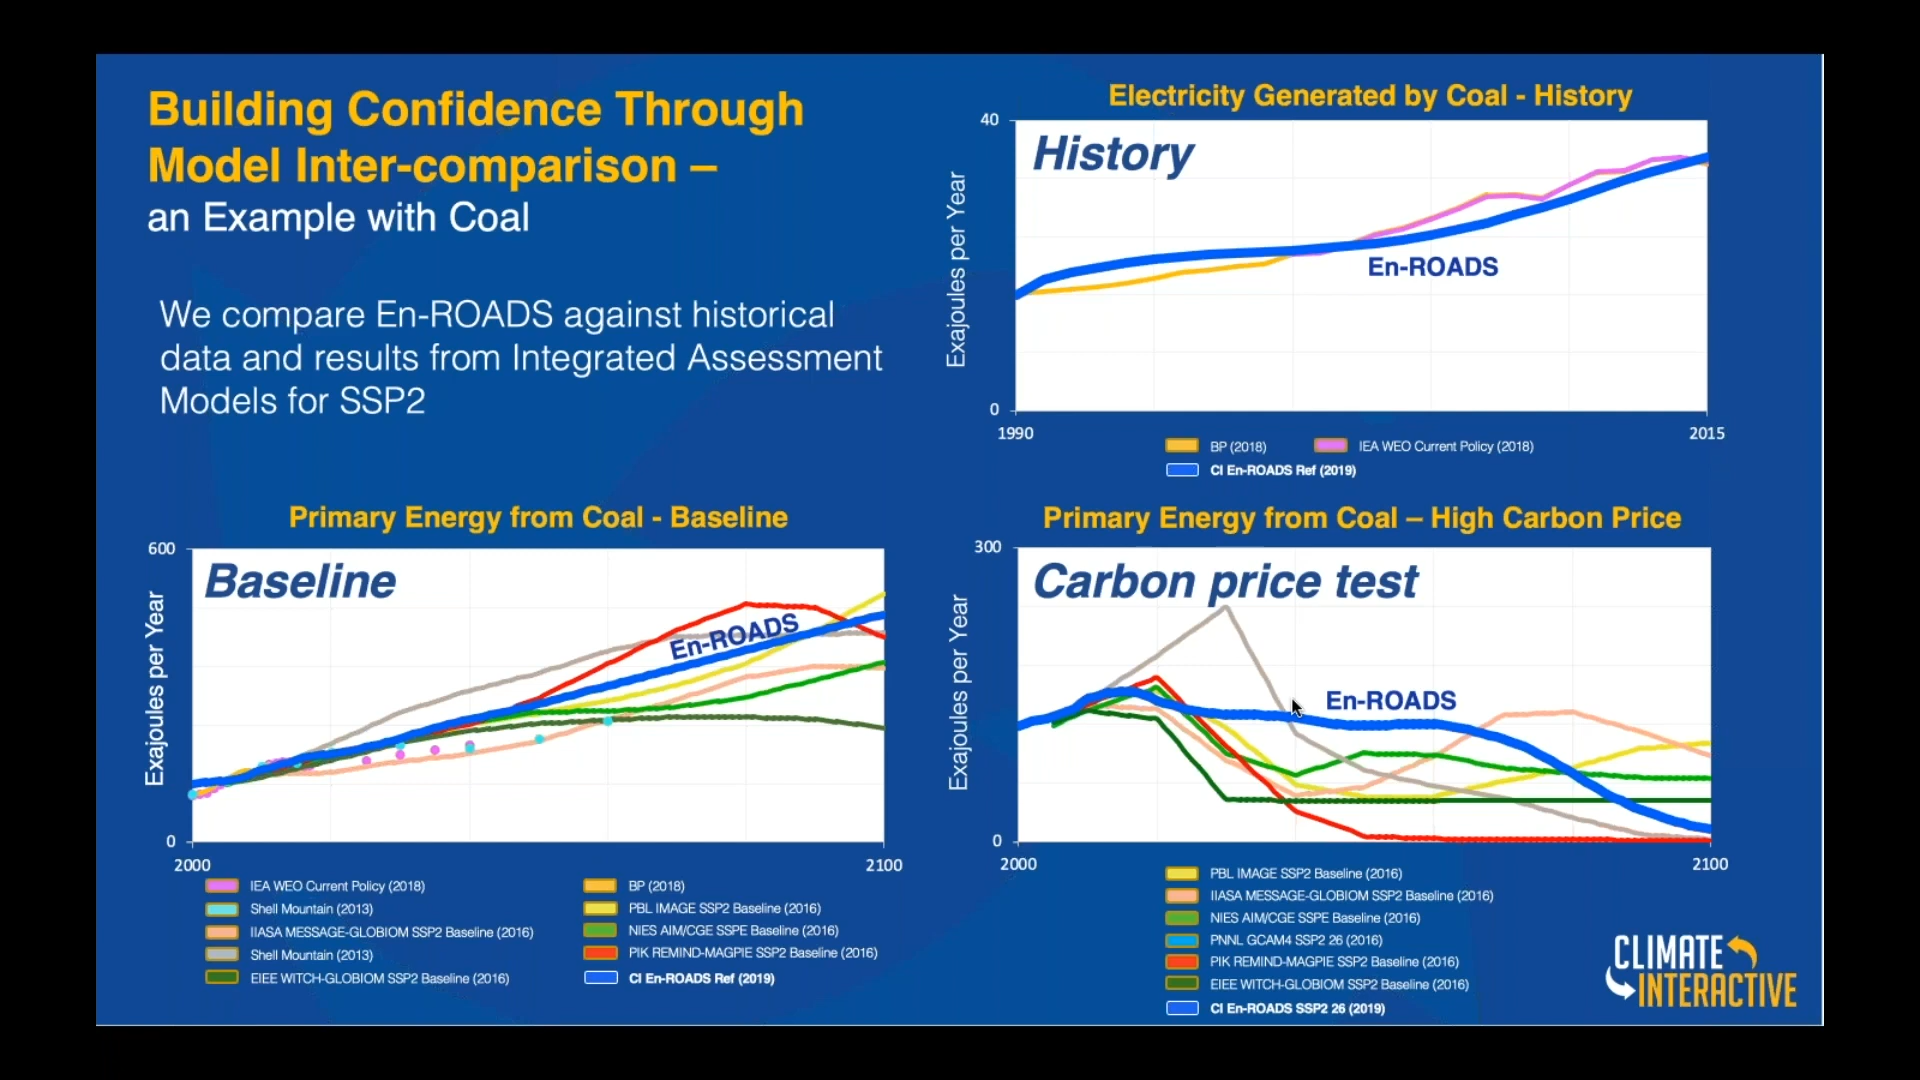 Building Confidence Through
Model Inter-comparison –
an Example with Coal
We compare En-ROADS against historical
data and results from Integrated Assessment
Models for SSP2
Electricity Generated by Coal - History
40
History
Exajoules per Year
En-ROADS
0
1990
2015
BP (2018)
IEA WEO Current Policy (2018)
CI En-ROADS Ref (2019)
Primary Energy from Coal - Baseline
600
Baseline
Exajoules per Year
En-ROADS
0
2000
2100
IEA WEO Current Policy (2018)
Shell Mountain (2013)
IIASA MESSAGE-GLOBIOM SSP2 Baseline (2016)
Shell Mountain (2013)
EIEE WITCH-GLOBIOM SSP2 Baseline (2016)
BP (2018)
PBL IMAGE SSP2 Baseline (2016)
NIES AIM/CGE SSPE Baseline (2016)
PIK REMIND-MAGPIE SSP2 Baseline (2016)
CI En-ROADS Ref (2019)
Primary Energy from Coal – High Carbon Price
300
Carbon price test
Exajoules per Year
En-ROADS
0
2000
2100
PBL IMAGE SSP2 Baseline (2016)
IIASA MESSAGE-GLOBIOM SSP2 Baseline (2016)
NIES AIM/CGE SSPE Baseline (2016)
PNNL GCAM4 SSP2 26 (2016)
PIK REMIND-MAGPIE SSP2 Baseline (2016)
EIEE WITCH-GLOBIOM SSP2 Baseline (2016)
CI En-ROADS SSP2 26 (2019)
CLIMATE
INTERACTIVE